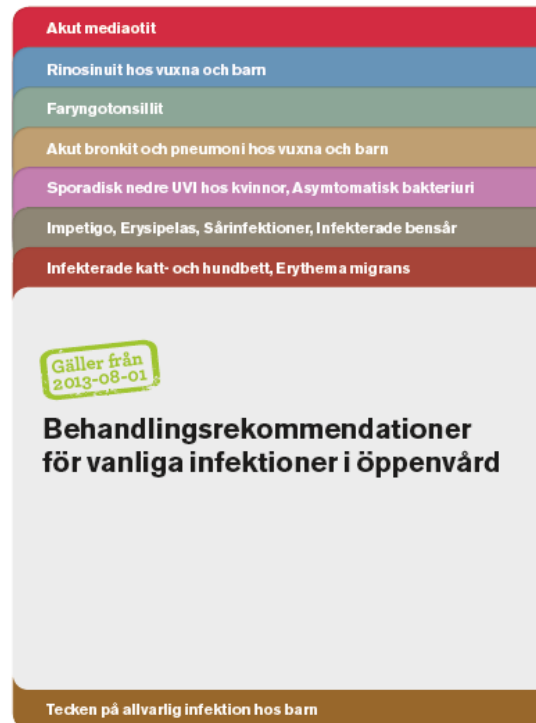 Akut mediaotit
Rinosinuit hos vuxna och barn
Faryngotonsillit
Akut bronkit och pneumoni hos vuxna och barn
Sporadisk nedre UVI hos kvinnor, Asymtomatisk bakteriuri
Impetigo, Erysipelas, Sårinfektioner, Infekterade bensår
Infekterade katt- och hundbett, Erythema migrans
Gäller från
2013-08-01
Behandlingsrekommendationer
för vanliga infektioner i öppenvård
Tecken på allvarlig infektion hos barn